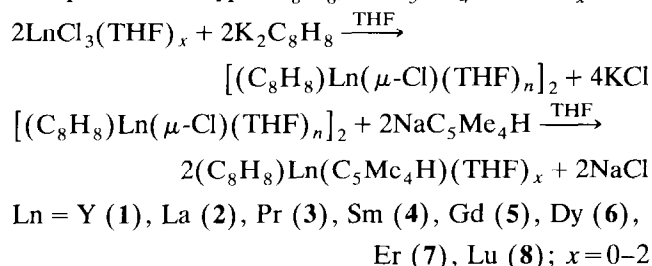 2LnCl₃(THF)ₓ + 2K₂C₈H₈ —THF→
[(C₈H₈)Ln(μ-Cl)(THF)ₙ]₂ + 4KCl
[(C₈H₈)Ln(μ-Cl)(THF)ₙ]₂ + 2NaC₅Me₄H —THF→
2(C₈H₈)Ln(C₅Mc₄H)(THF)ₓ + 2NaCl
Ln = Y (1), La (2), Pr (3), Sm (4), Gd (5), Dy (6),
Er (7), Lu (8); x=0–2